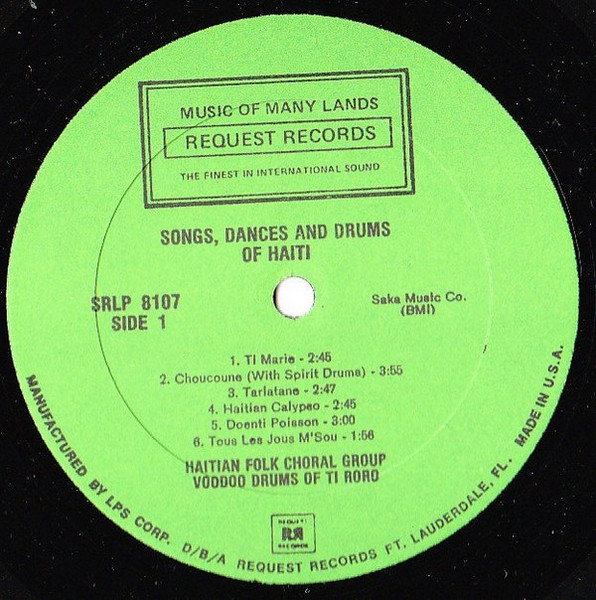 MUSIC OF MANY LANDS
REQUEST RECORDS
THE FINEST IN INTERNATIONAL SOUND
SONGS, DANCES AND DRUMS
OF HAITI
SRLP 8107
SIDE 1
Saka Music Co.
(BMI)
1. Ti Marie - 2:45
2. Choucoune (With Spirit Drums) - 3:55
3. Tarlatane - 2:47
4. Haitian Calypso - 2:45
5. Doenti Poisson - 3:00
6. Tous Les Jous M'Sou - 1:56
HAITIAN FOLK CHORAL GROUP
VOODOO DRUMS OF TI RORO
REQUEST
RR
RECORDS
MANUFACTURED BY LPS CORP. D/B/A REQUEST RECORDS FT. LAUDERDALE, FL. MADE IN U.S.A.